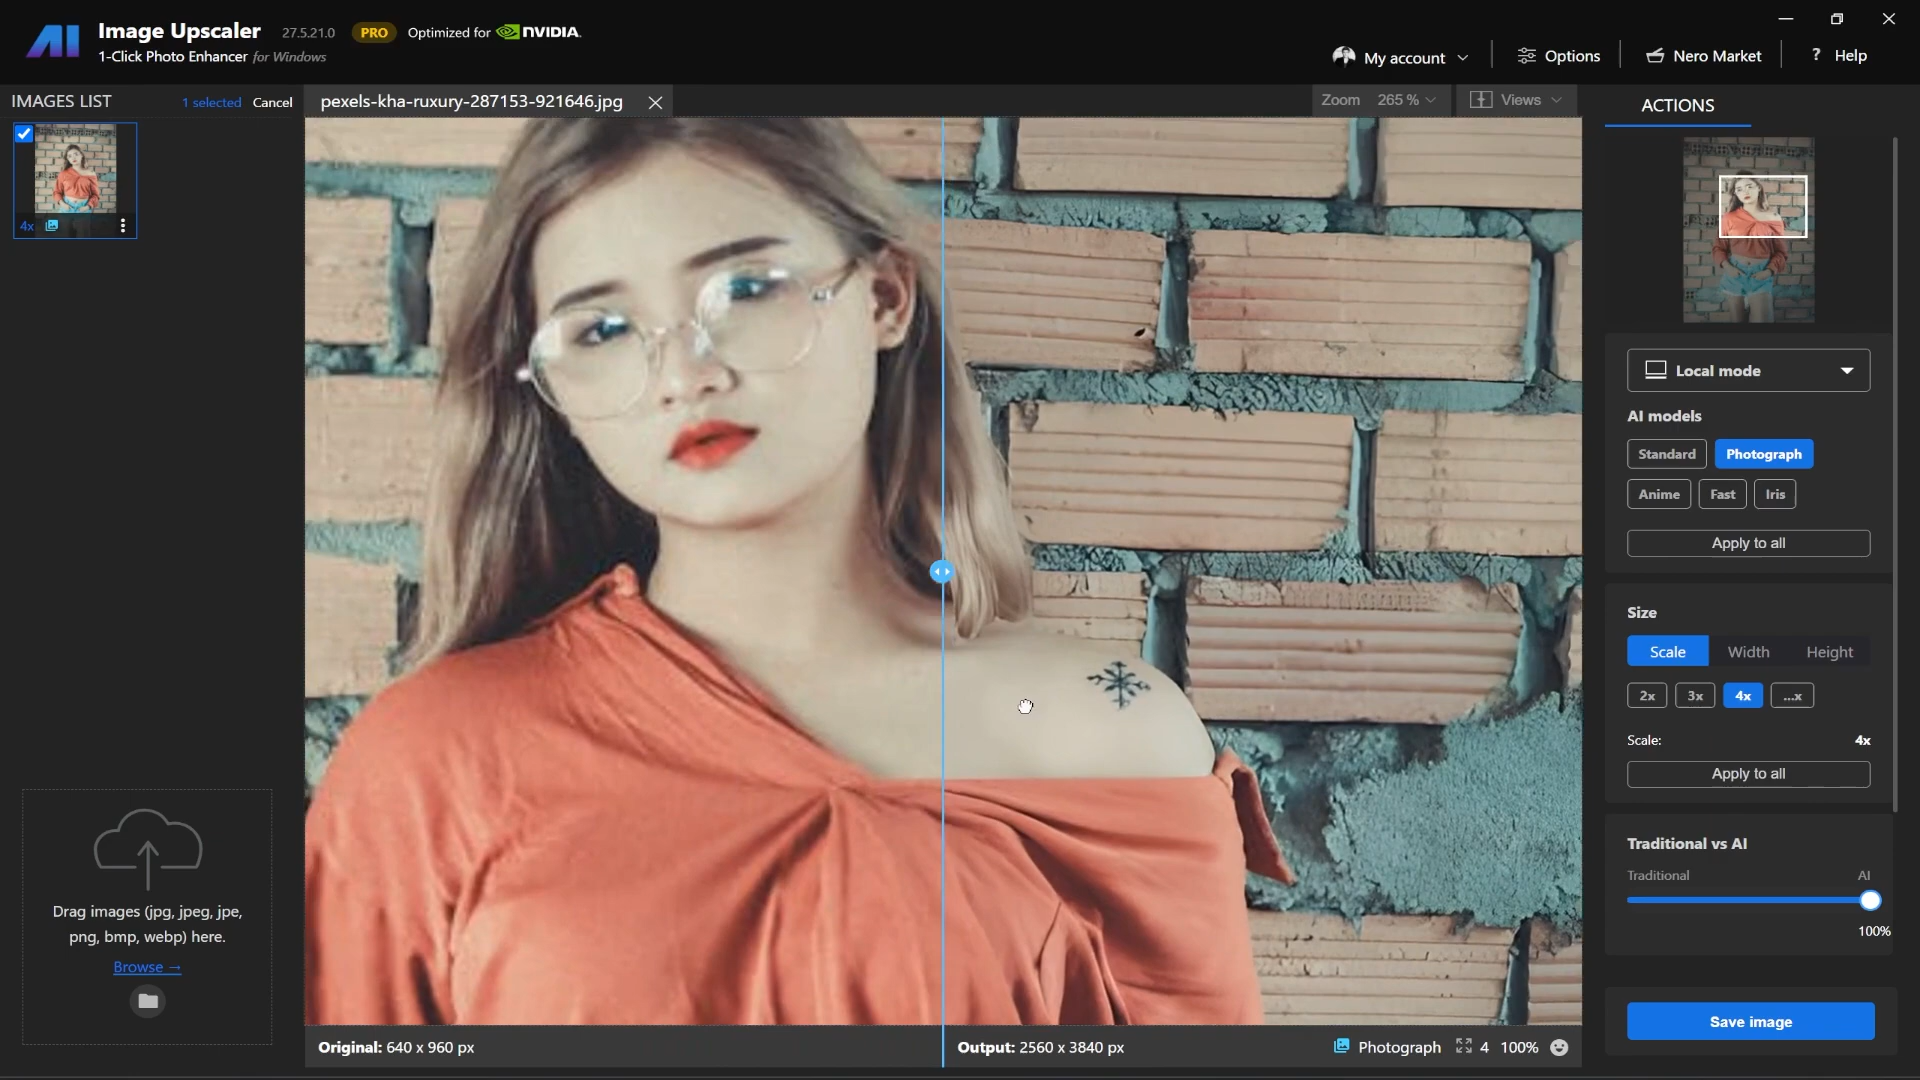 AI Image Upscaler 27.5.21.0 PRO Optimized for NVIDIA.
1-Click Photo Enhancer for Windows
My account
Options
Nero Market
? Help
IMAGES LIST 1 selected Cancel
4x
Drag images (jpg, jpeg, jpe,
png, bmp, webp) here.
Browse →
pexels-kha-ruxury-287153-921646.jpg
Zoom 265 %
Views
Original: 640 x 960 px
Output: 2560 x 3840 px
Photograph 4 100%
ACTIONS
Local mode
AI models
Standard Photograph
Anime Fast Iris
Apply to all
Size
Scale Width Height
2x 3x 4x ...x
Scale: 4x
Apply to all
Traditional vs AI
Traditional AI
100%
Save image